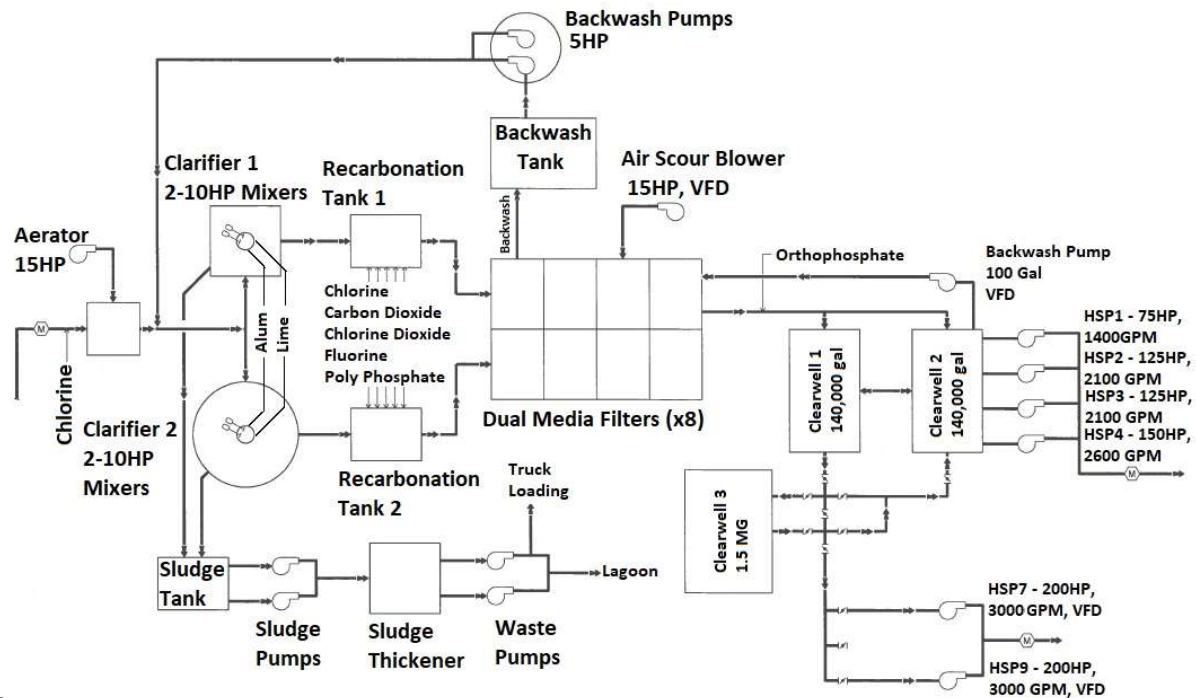 Backwash Pumps
5HP
Backwash
Tank
Air Scour Blower
15HP, VFD
Clarifier 1
2-10HP Mixers
Recarbonation
Tank 1
Aerator
15HP
Backwash
Orthophosphate
Backwash Pump
100 Gal
VFD
M
Chlorine
Alum
Lime
Chlorine
Carbon Dioxide
Chlorine Dioxide
Fluorine
Poly Phosphate
Clearwell 1
140,000 gal
Clearwell 2
140,000 gal
HSP1 - 75HP,
1400GPM
HSP2 - 125HP,
2100 GPM
HSP3 - 125HP,
2100 GPM
HSP4 - 150HP,
2600 GPM
M
Dual Media Filters (x8)
Clarifier 2
2-10HP
Mixers
Recarbonation
Tank 2
Truck
Loading
Clearwell 3
1.5 MG
Sludge
Tank
Lagoon
Sludge
Pumps
Sludge
Thickener
Waste
Pumps
HSP7 - 200HP,
3000 GPM, VFD
M
HSP9 - 200HP,
3000 GPM, VFD